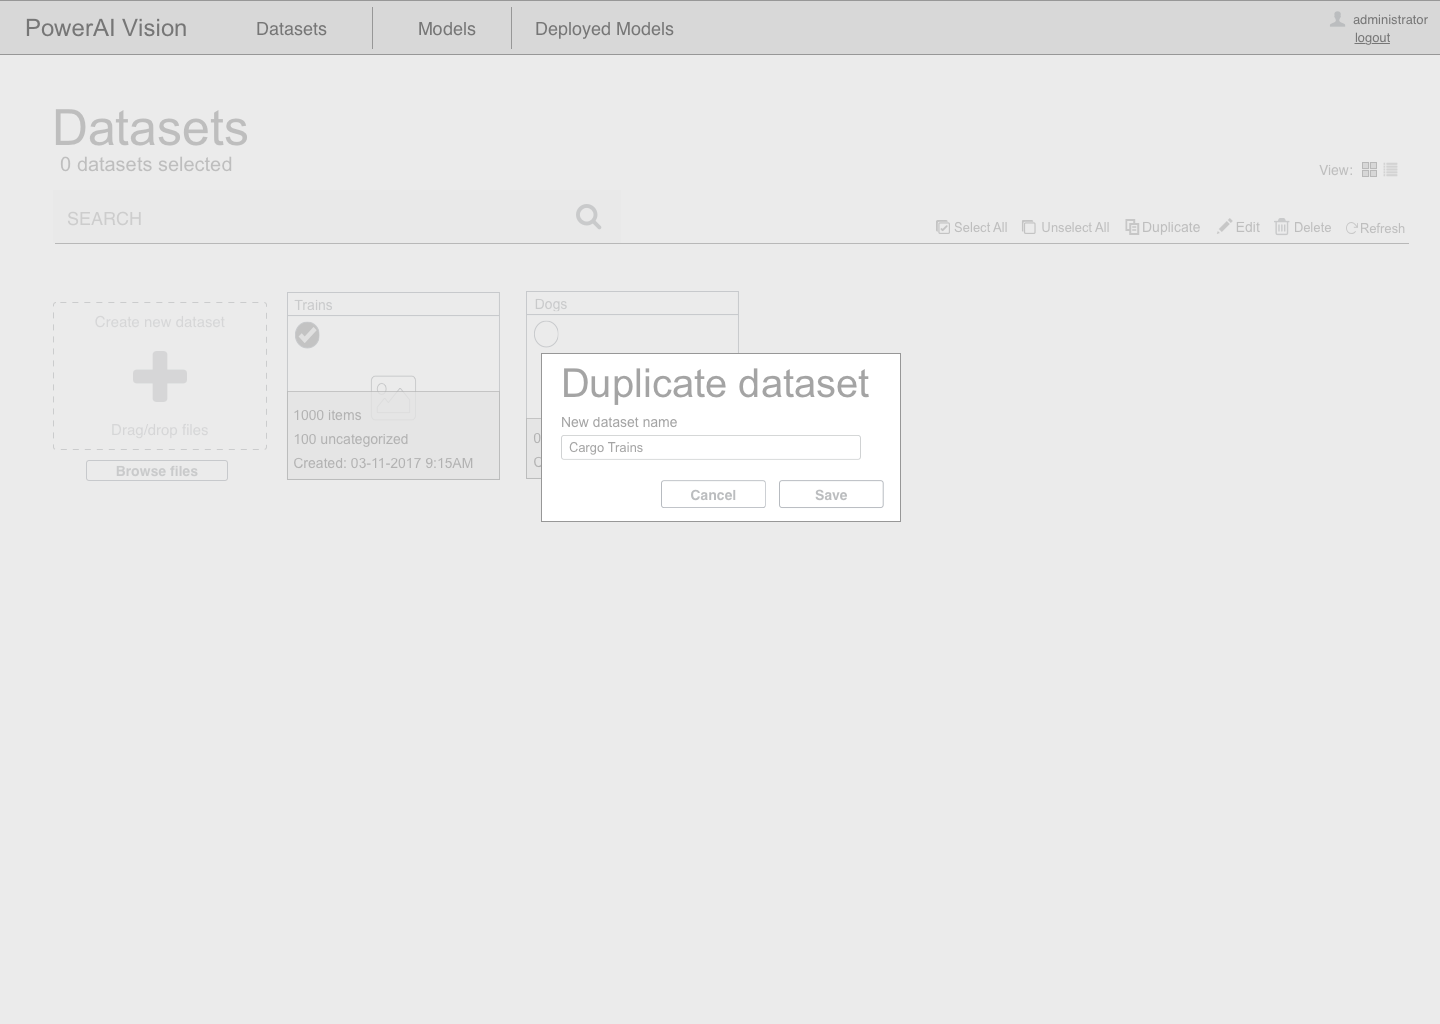 PowerAI Vision
Datasets
Models
Deployed Models
administrator
logout
Datasets
0 datasets selected
View:
SEARCH
Select All
Unselect All
Duplicate
Edit
Delete
Refresh
Create new dataset
Drag/drop files
Browse files
Trains
1000 items
100 uncategorized
Created: 03-11-2017 9:15AM
Dogs
0
C
Duplicate dataset
New dataset name
Cargo Trains
Cancel
Save